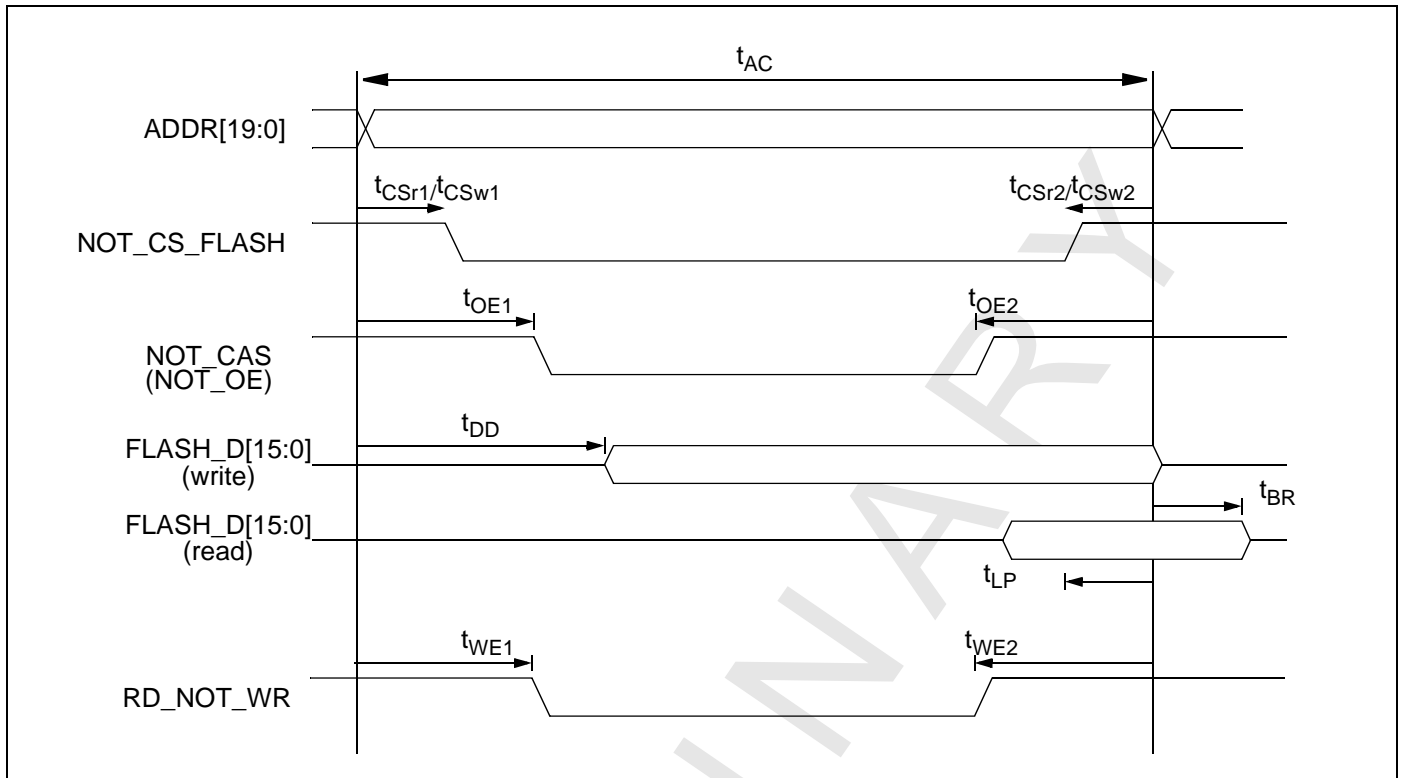 tAC
ADDR[19:0]
tCSr1/tCSw1
tCSr2/tCSw2
NOT_CS_FLASH
tOE1
tOE2
NOT_CAS
(NOT_OE)
tDD
FLASH_D[15:0]
(write)
tBR
FLASH_D[15:0]
(read)
tLP
tWE1
tWE2
RD_NOT_WR
INARY